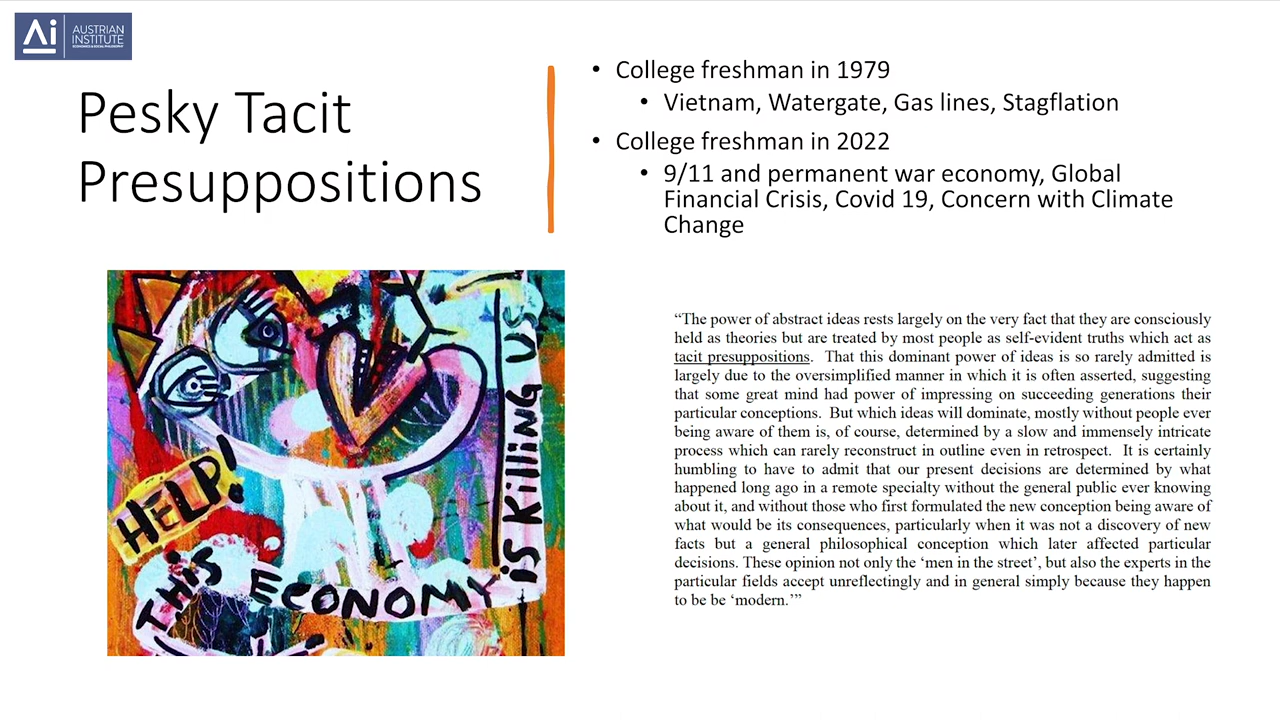 Ai
AUSTRIAN
INSTITUTE
ECONOMICS & SOCIAL PHILOSOPHY
Pesky Tacit
Presuppositions
• College freshman in 1979
• Vietnam, Watergate, Gas lines, Stagflation
• College freshman in 2022
• 9/11 and permanent war economy, Global
Financial Crisis, Covid 19, Concern with Climate
Change
HELP!
THIS ECONOMY
is Killing US
“The power of abstract ideas rests largely on the very fact that they are consciously
held as theories but are treated by most people as self-evident truths which act as
tacit presuppositions. That this dominant power of ideas is so rarely admitted is
largely due to the oversimplified manner in which it is often asserted, suggesting
that some great mind had power of impressing on succeeding generations their
particular conceptions. But which ideas will dominate, mostly without people ever
being aware of them is, of course, determined by a slow and immensely intricate
process which can rarely reconstruct in outline even in retrospect. It is certainly
humbling to have to admit that our present decisions are determined by what
happened long ago in a remote specialty without the general public ever knowing
about it, and without those who first formulated the new conception being aware of
what would be its consequences, particularly when it was not a discovery of new
facts but a general philosophical conception which later affected particular
decisions. These opinion not only the ‘men in the street’, but also the experts in the
particular fields accept unreflectingly and in general simply because they happen
to be be ‘modern.’”